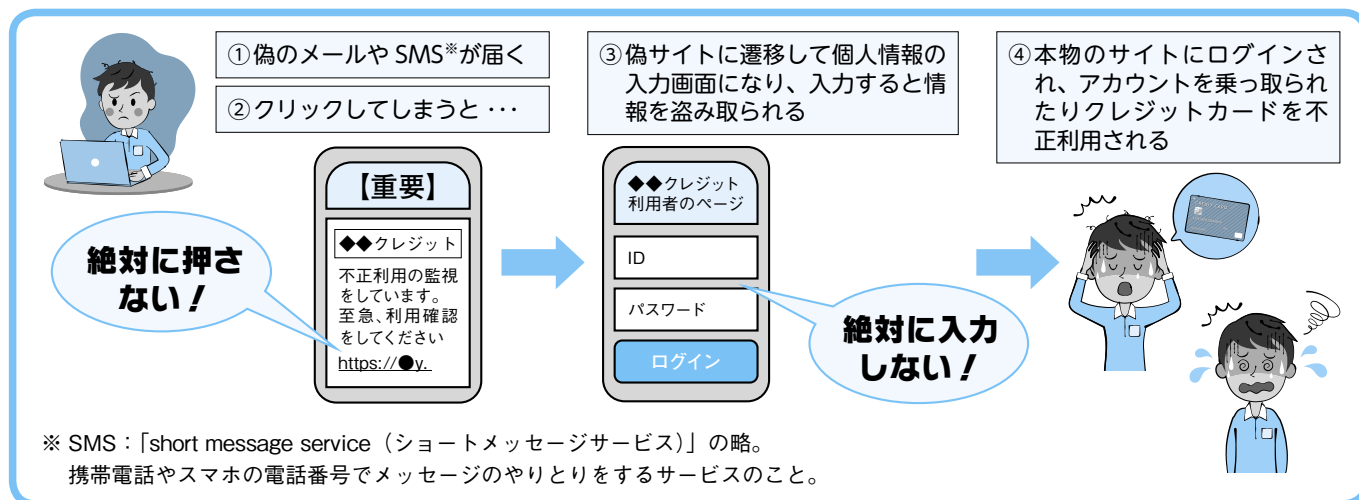 ①偽のメールや SMS※が届く
②クリックしてしまうと ･･･
【重要】
◆◆クレジット
不正利用の監視
をしています。
至急、利用確認
をしてください
https://●y.
絶対に押さ
ない！
③偽サイトに遷移して個人情報の
入力画面になり、入力すると情
報を盗み取られる
◆◆クレジット
利用者のページ
ID
パスワード
ログイン
絶対に入力
しない！
④本物のサイトにログインさ
れ、アカウントを乗っ取られ
たりクレジットカードを不
正利用される
CREDIT CARD
※ SMS：「short message service（ショートメッセージサービス）」の略。
携帯電話やスマホの電話番号でメッセージのやりとりをするサービスのこと。